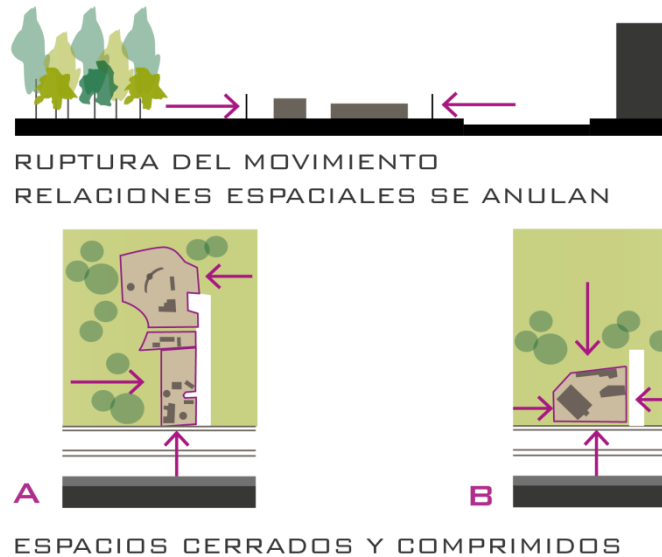 RUPTURA DEL MOVIMIENTO
RELACIONES ESPACIALES SE ANULAN
A
B
ESPACIOS CERRADOS Y COMPRIMIDOS